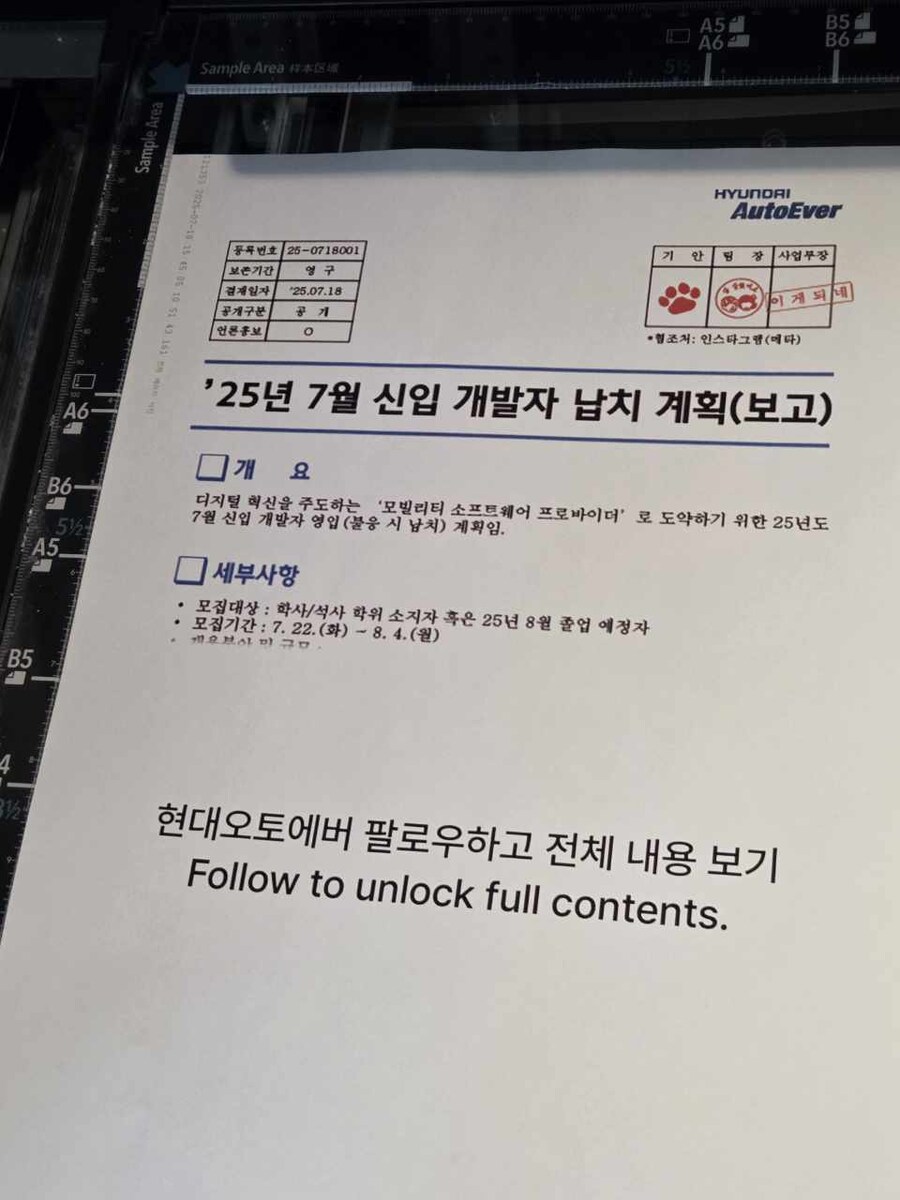 A5
A6
B5
B6
5½
Sample Area 样本区域
Sample Area
HYUNDAI
AutoEver
등록번호 25-0718001
보존기간 영 구
결재일자 '25.07.18
공개구분 공 개
언론홍보 O
기 안 팀 장 사업부장
이게되네
*협조처: 인스타그램(메타)
A6
B6
5½
A5
B5
'25년 7월 신입 개발자 납치 계획(보고)
개 요
디지털 혁신을 주도하는 '모빌리티 소프트웨어 프로바이더' 로 도약하기 위한 25년도
7월 신입 개발자 영입(불응 시 납치) 계획임.
세부사항
• 모집대상 : 학사/석사 학위 소지자 혹은 25년 8월 졸업 예정자
• 모집기간 : 7. 22.(화) ~ 8. 4.(월)
현대오토에버 팔로우하고 전체 내용 보기
Follow to unlock full contents.